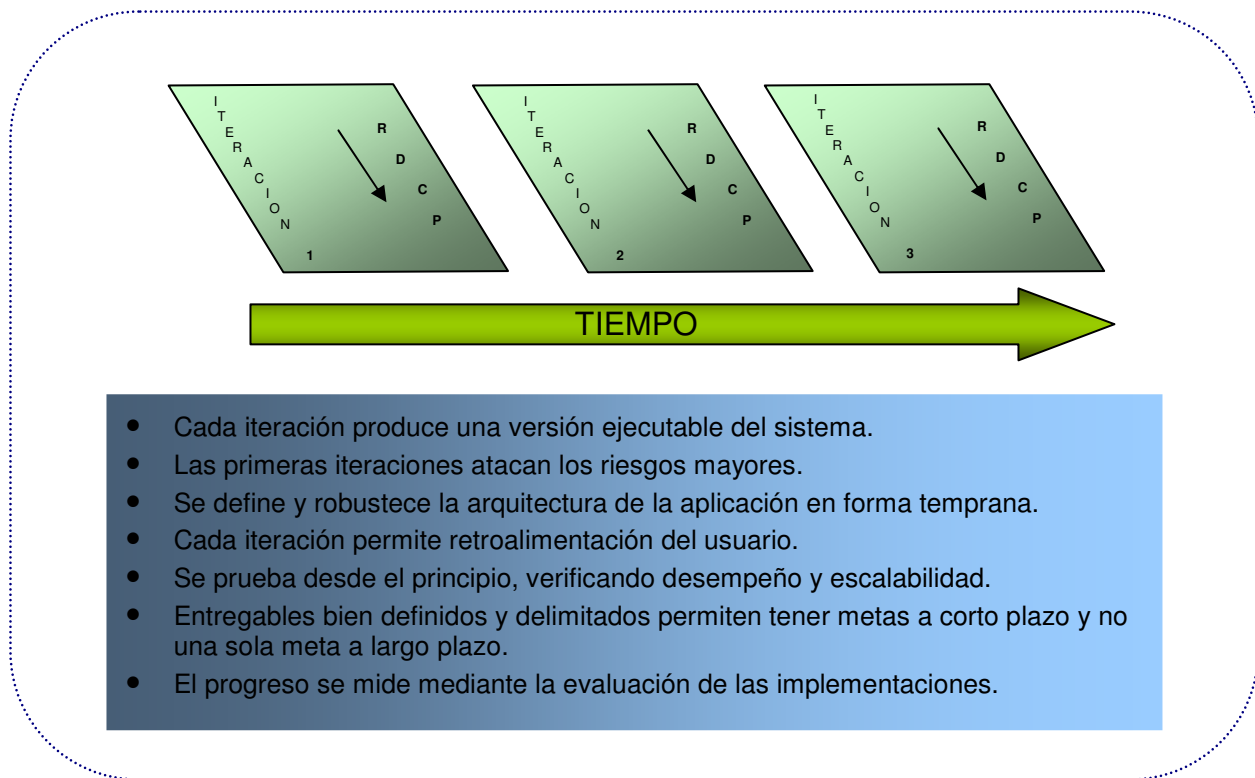 ITERACION
1
R
D
C
P
ITERACION
2
R
D
C
P
ITERACION
3
R
D
C
P
TIEMPO
• Cada iteración produce una versión ejecutable del sistema.
• Las primeras iteraciones atacan los riesgos mayores.
• Se define y robustece la arquitectura de la aplicación en forma temprana.
• Cada iteración permite retroalimentación del usuario.
• Se prueba desde el principio, verificando desempeño y escalabilidad.
• Entregables bien definidos y delimitados permiten tener metas a corto plazo y no
una sola meta a largo plazo.
• El progreso se mide mediante la evaluación de las implementaciones.